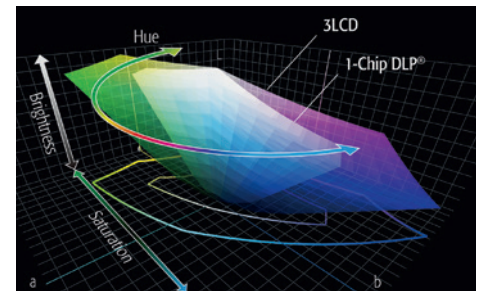 Hue
3LCD
1-Chip DLP®
Brightness
Saturation
a
b